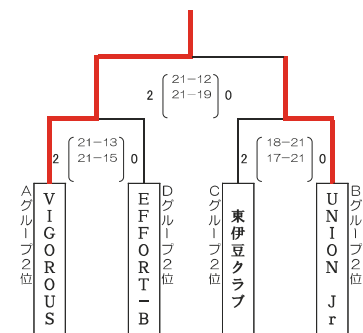 21-12
2 21-19 0
21-13
2 21-15 0
18-21
2 17-21 0
Aグループ2位
VIGOROUS
Dグループ2位
EFFORT-B
Cグループ2位
東伊豆クラブ
Bグループ2位
UNION Jr